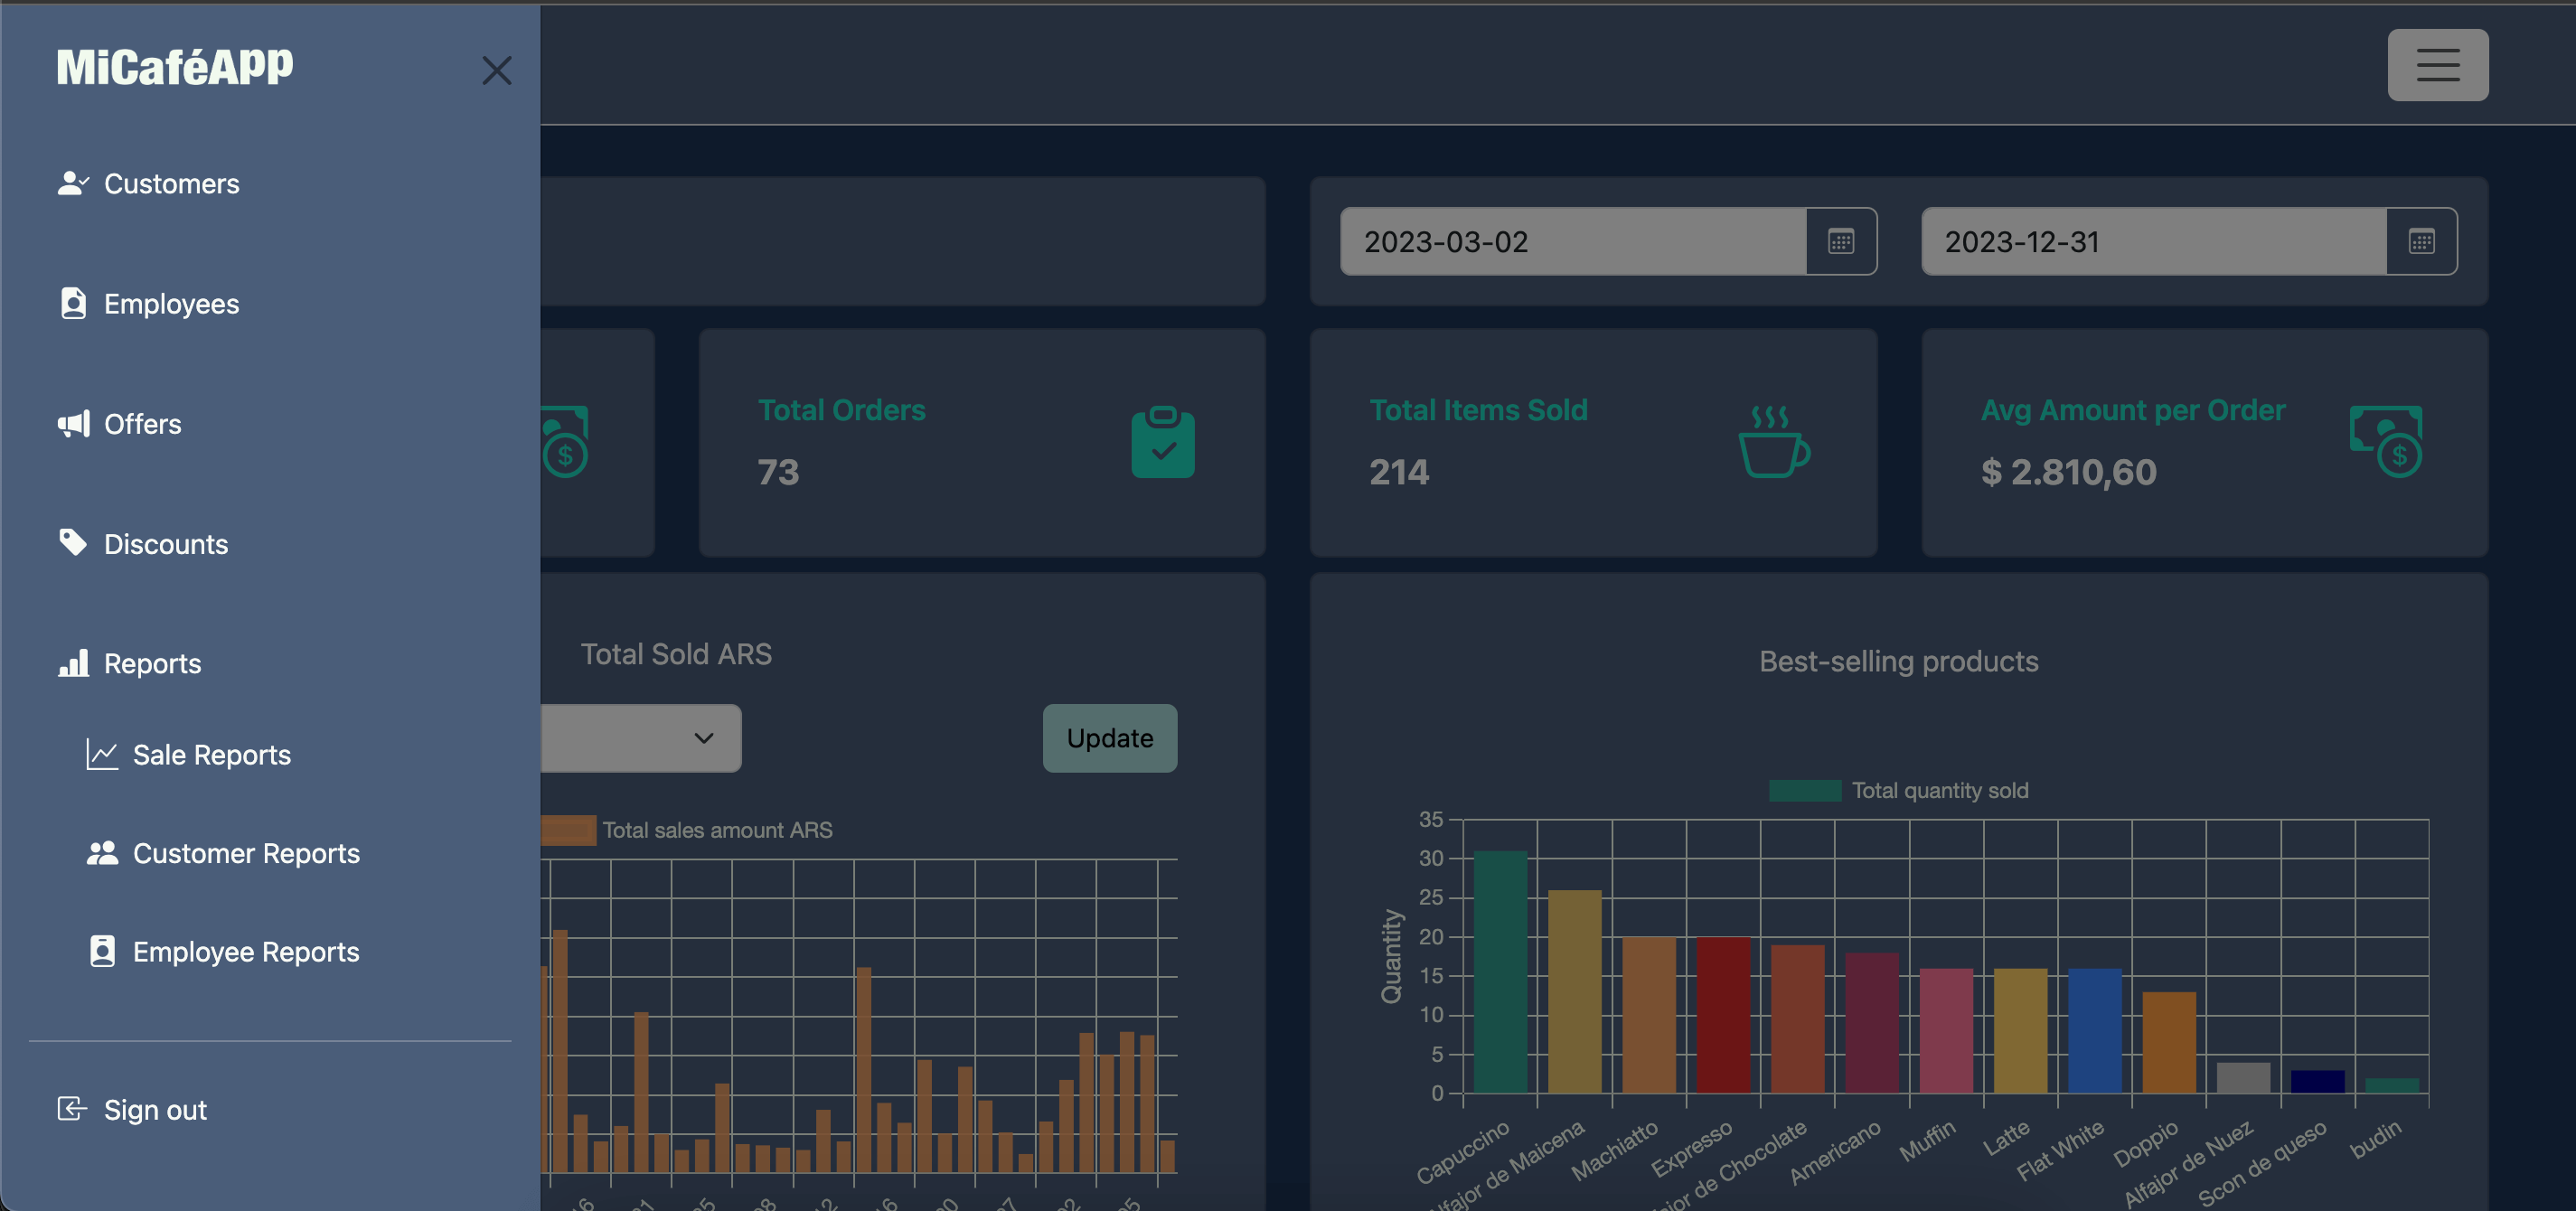 MiCaféApp
Customers
Employees
Offers
Discounts
Reports
Sale Reports
Customer Reports
Employee Reports
Sign out
2023-03-02
2023-12-31
Total Orders
73
Total Items Sold
214
Avg Amount per Order
$ 2.810,60
$
$
Total Sold ARS
Update
Total sales amount ARS
Best-selling products
Total quantity sold
Quantity
35
30
25
20
15
10
5
0
Capuccino
lfajor de Maicena
Machiatto
Expresso
jor de Chocolate
Americano
Muffin
Latte
Flat White
Doppio
Alfajor de Nuez
Scon de queso
budin